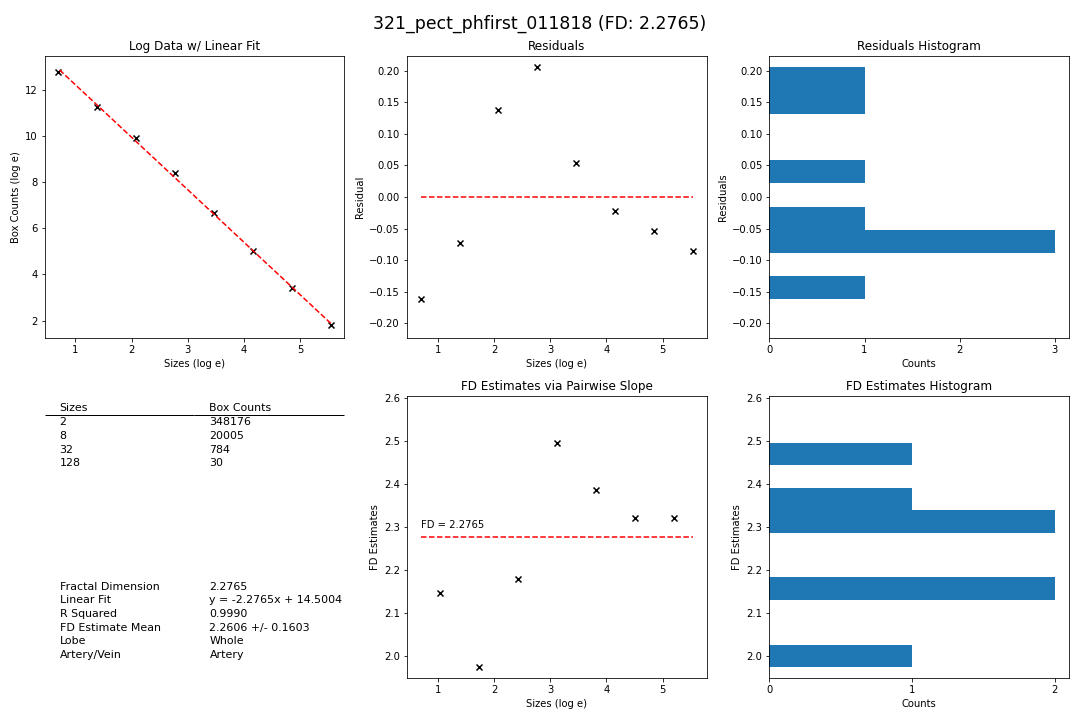 321_pect_phfirst_011818 (FD: 2.2765)
Log Data w/ Linear Fit
Box Counts (log e)
12
10
8
6
4
2
1 2 3 4 5
Sizes (log e)
Residuals
Residual
0.20
0.15
0.10
0.05
0.00
−0.05
−0.10
−0.15
−0.20
1 2 3 4 5
Sizes (log e)
Residuals Histogram
Residuals
0.20
0.15
0.10
0.05
0.00
−0.05
−0.10
−0.15
−0.20
0 1 2 3
Counts
Sizes Box Counts
2 348176
8 20005
32 784
128 30
Fractal Dimension 2.2765
Linear Fit y = -2.2765x + 14.5004
R Squared 0.9990
FD Estimate Mean 2.2606 +/- 0.1603
Lobe Whole
Artery/Vein Artery
FD Estimates via Pairwise Slope
FD Estimates
2.6
2.5
2.4
2.3
2.2
2.1
2.0
FD = 2.2765
1 2 3 4 5
Sizes (log e)
FD Estimates Histogram
FD Estimates
2.6
2.5
2.4
2.3
2.2
2.1
2.0
0 1 2
Counts